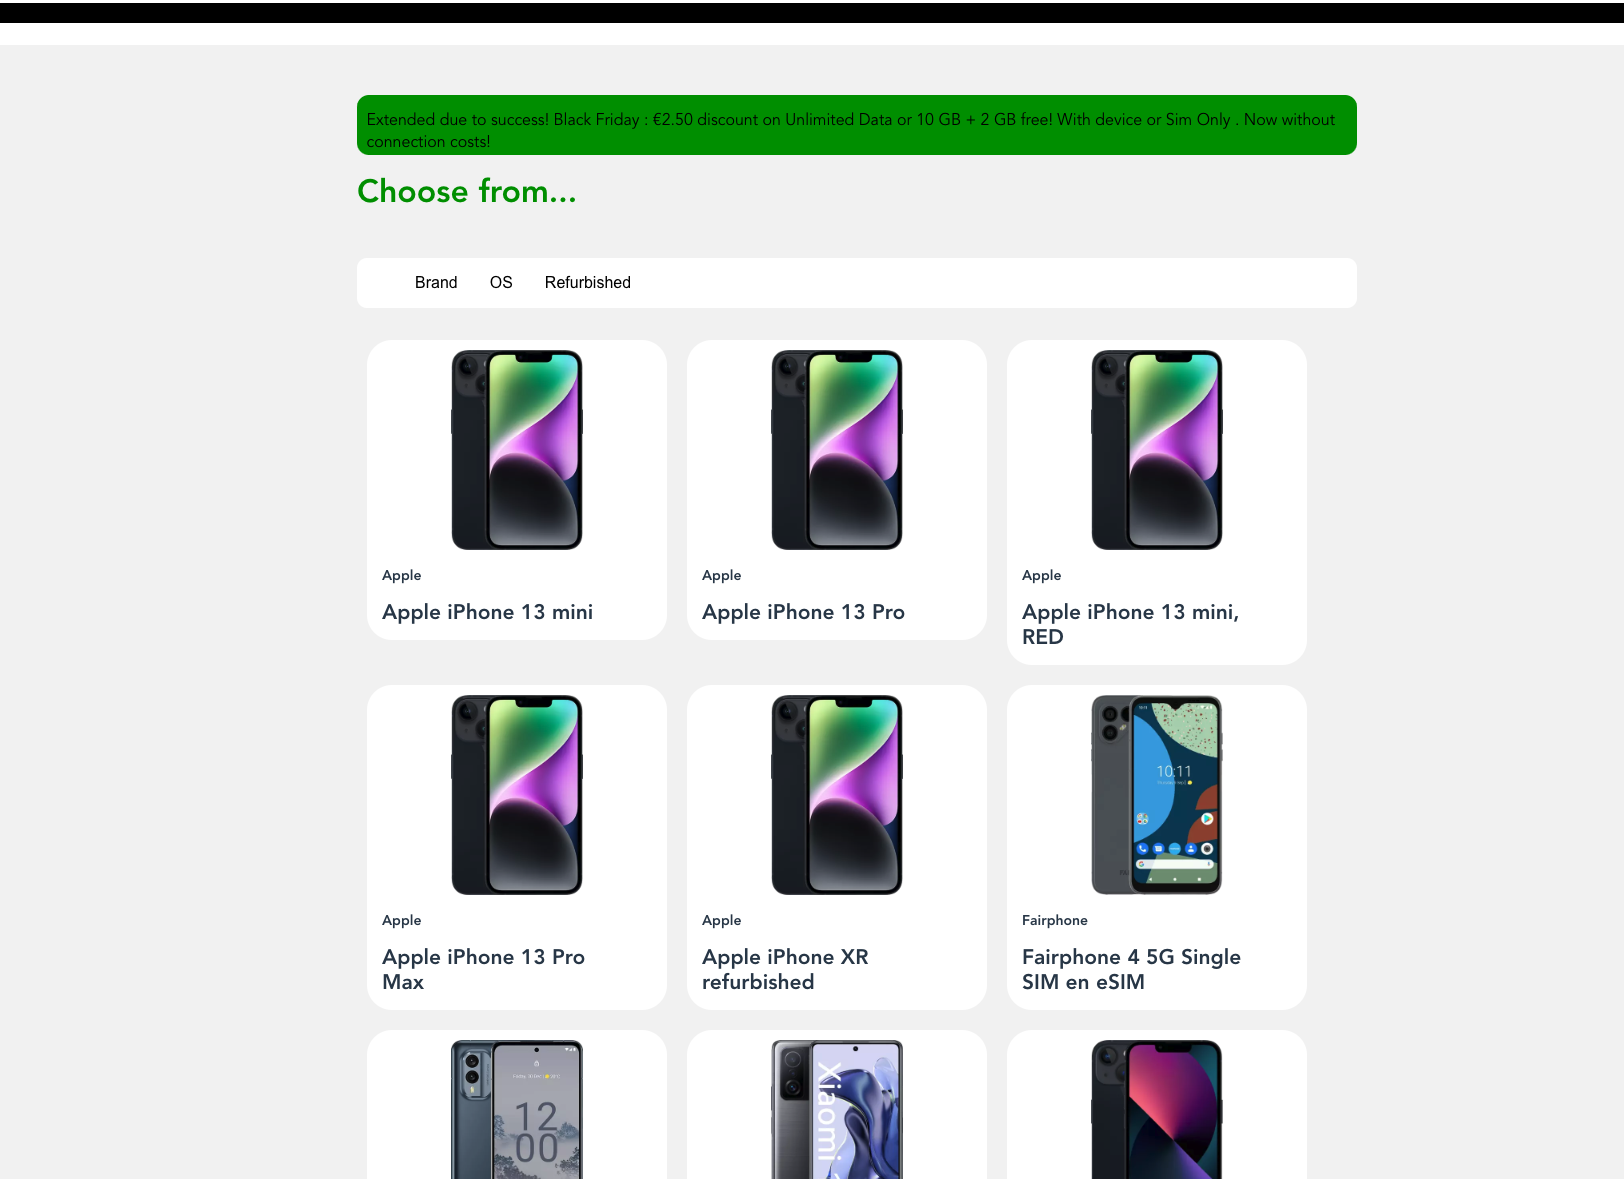 Extended due to success! Black Friday : €2.50 discount on Unlimited Data or 10 GB + 2 GB free! With device or Sim Only . Now without
connection costs!
Choose from...
Brand OS Refurbished
Apple
Apple iPhone 13 mini
Apple
Apple iPhone 13 Pro
Apple
Apple iPhone 13 mini,
RED
10:11
Apple
Apple iPhone 13 Pro
Max
Apple
Apple iPhone XR
refurbished
Fairphone
Fairphone 4 5G Single
SIM en eSIM
12
00
Xiaomi